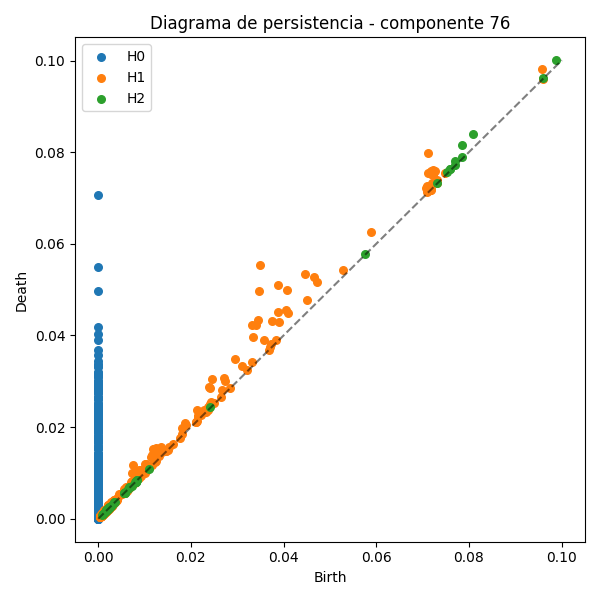 Diagrama de persistencia - componente 76
H0
H1
H2
Death
0.10
0.08
0.06
0.04
0.02
0.00
0.00 0.02 0.04 0.06 0.08 0.10
Birth